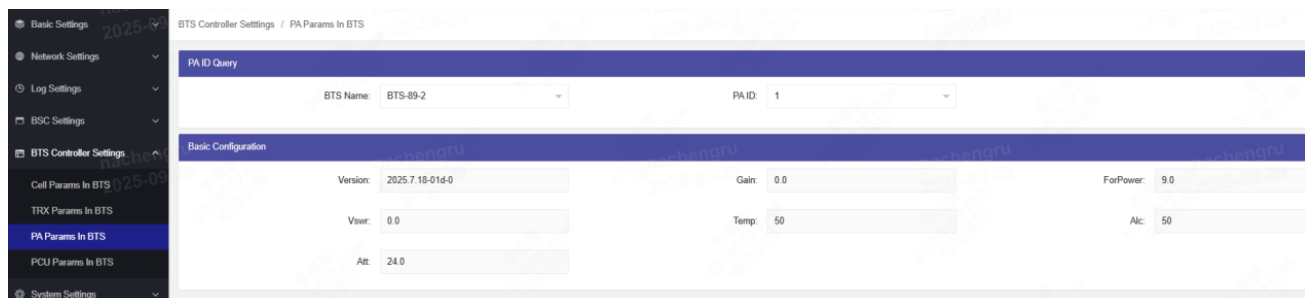 Basic Settings
Network Settings
Log Settings
BSC Settings
BTS Controller Settings
Cell Params In BTS
TRX Params In BTS
PA Params In BTS
PCU Params In BTS
System Settings
BTS Controller Setttings / PA Params In BTS
PA ID Query
BTS Name: BTS-89-2 PA ID: 1
Basic Configuration
Version: 2025.7.18-01d-0 Gain: 0.0 ForPower: 9.0
Vswr: 0.0 Temp: 50 Alc: 50
Att: 24.0
nachengru